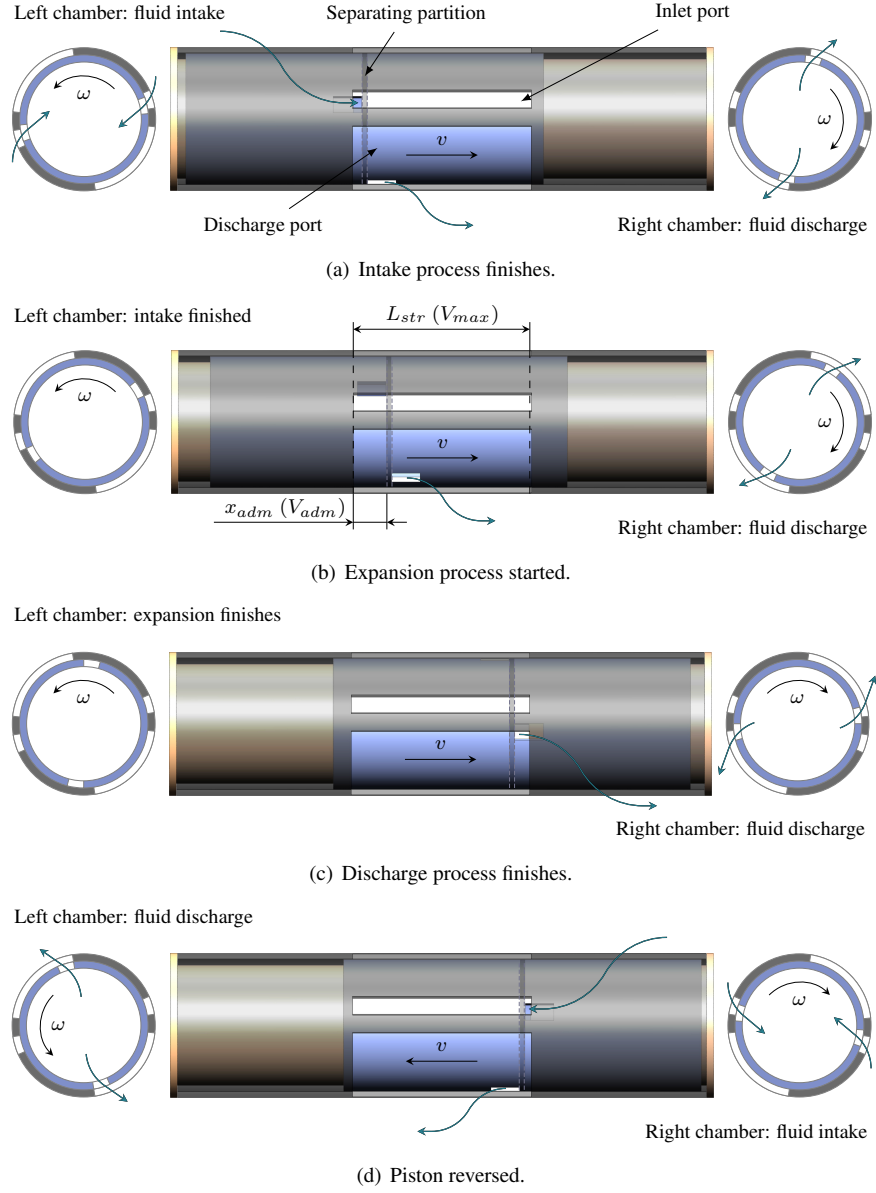 Left chamber: fluid intake
Separating partition
Inlet port
ω
v
ω
Discharge port
Right chamber: fluid discharge
(a) Intake process finishes.
Left chamber: intake finished
L_str (V_max)
ω
v
ω
x_adm (V_adm)
Right chamber: fluid discharge
(b) Expansion process started.
Left chamber: expansion finishes
ω
v
ω
Right chamber: fluid discharge
(c) Discharge process finishes.
Left chamber: fluid discharge
ω
v
ω
Right chamber: fluid intake
(d) Piston reversed.